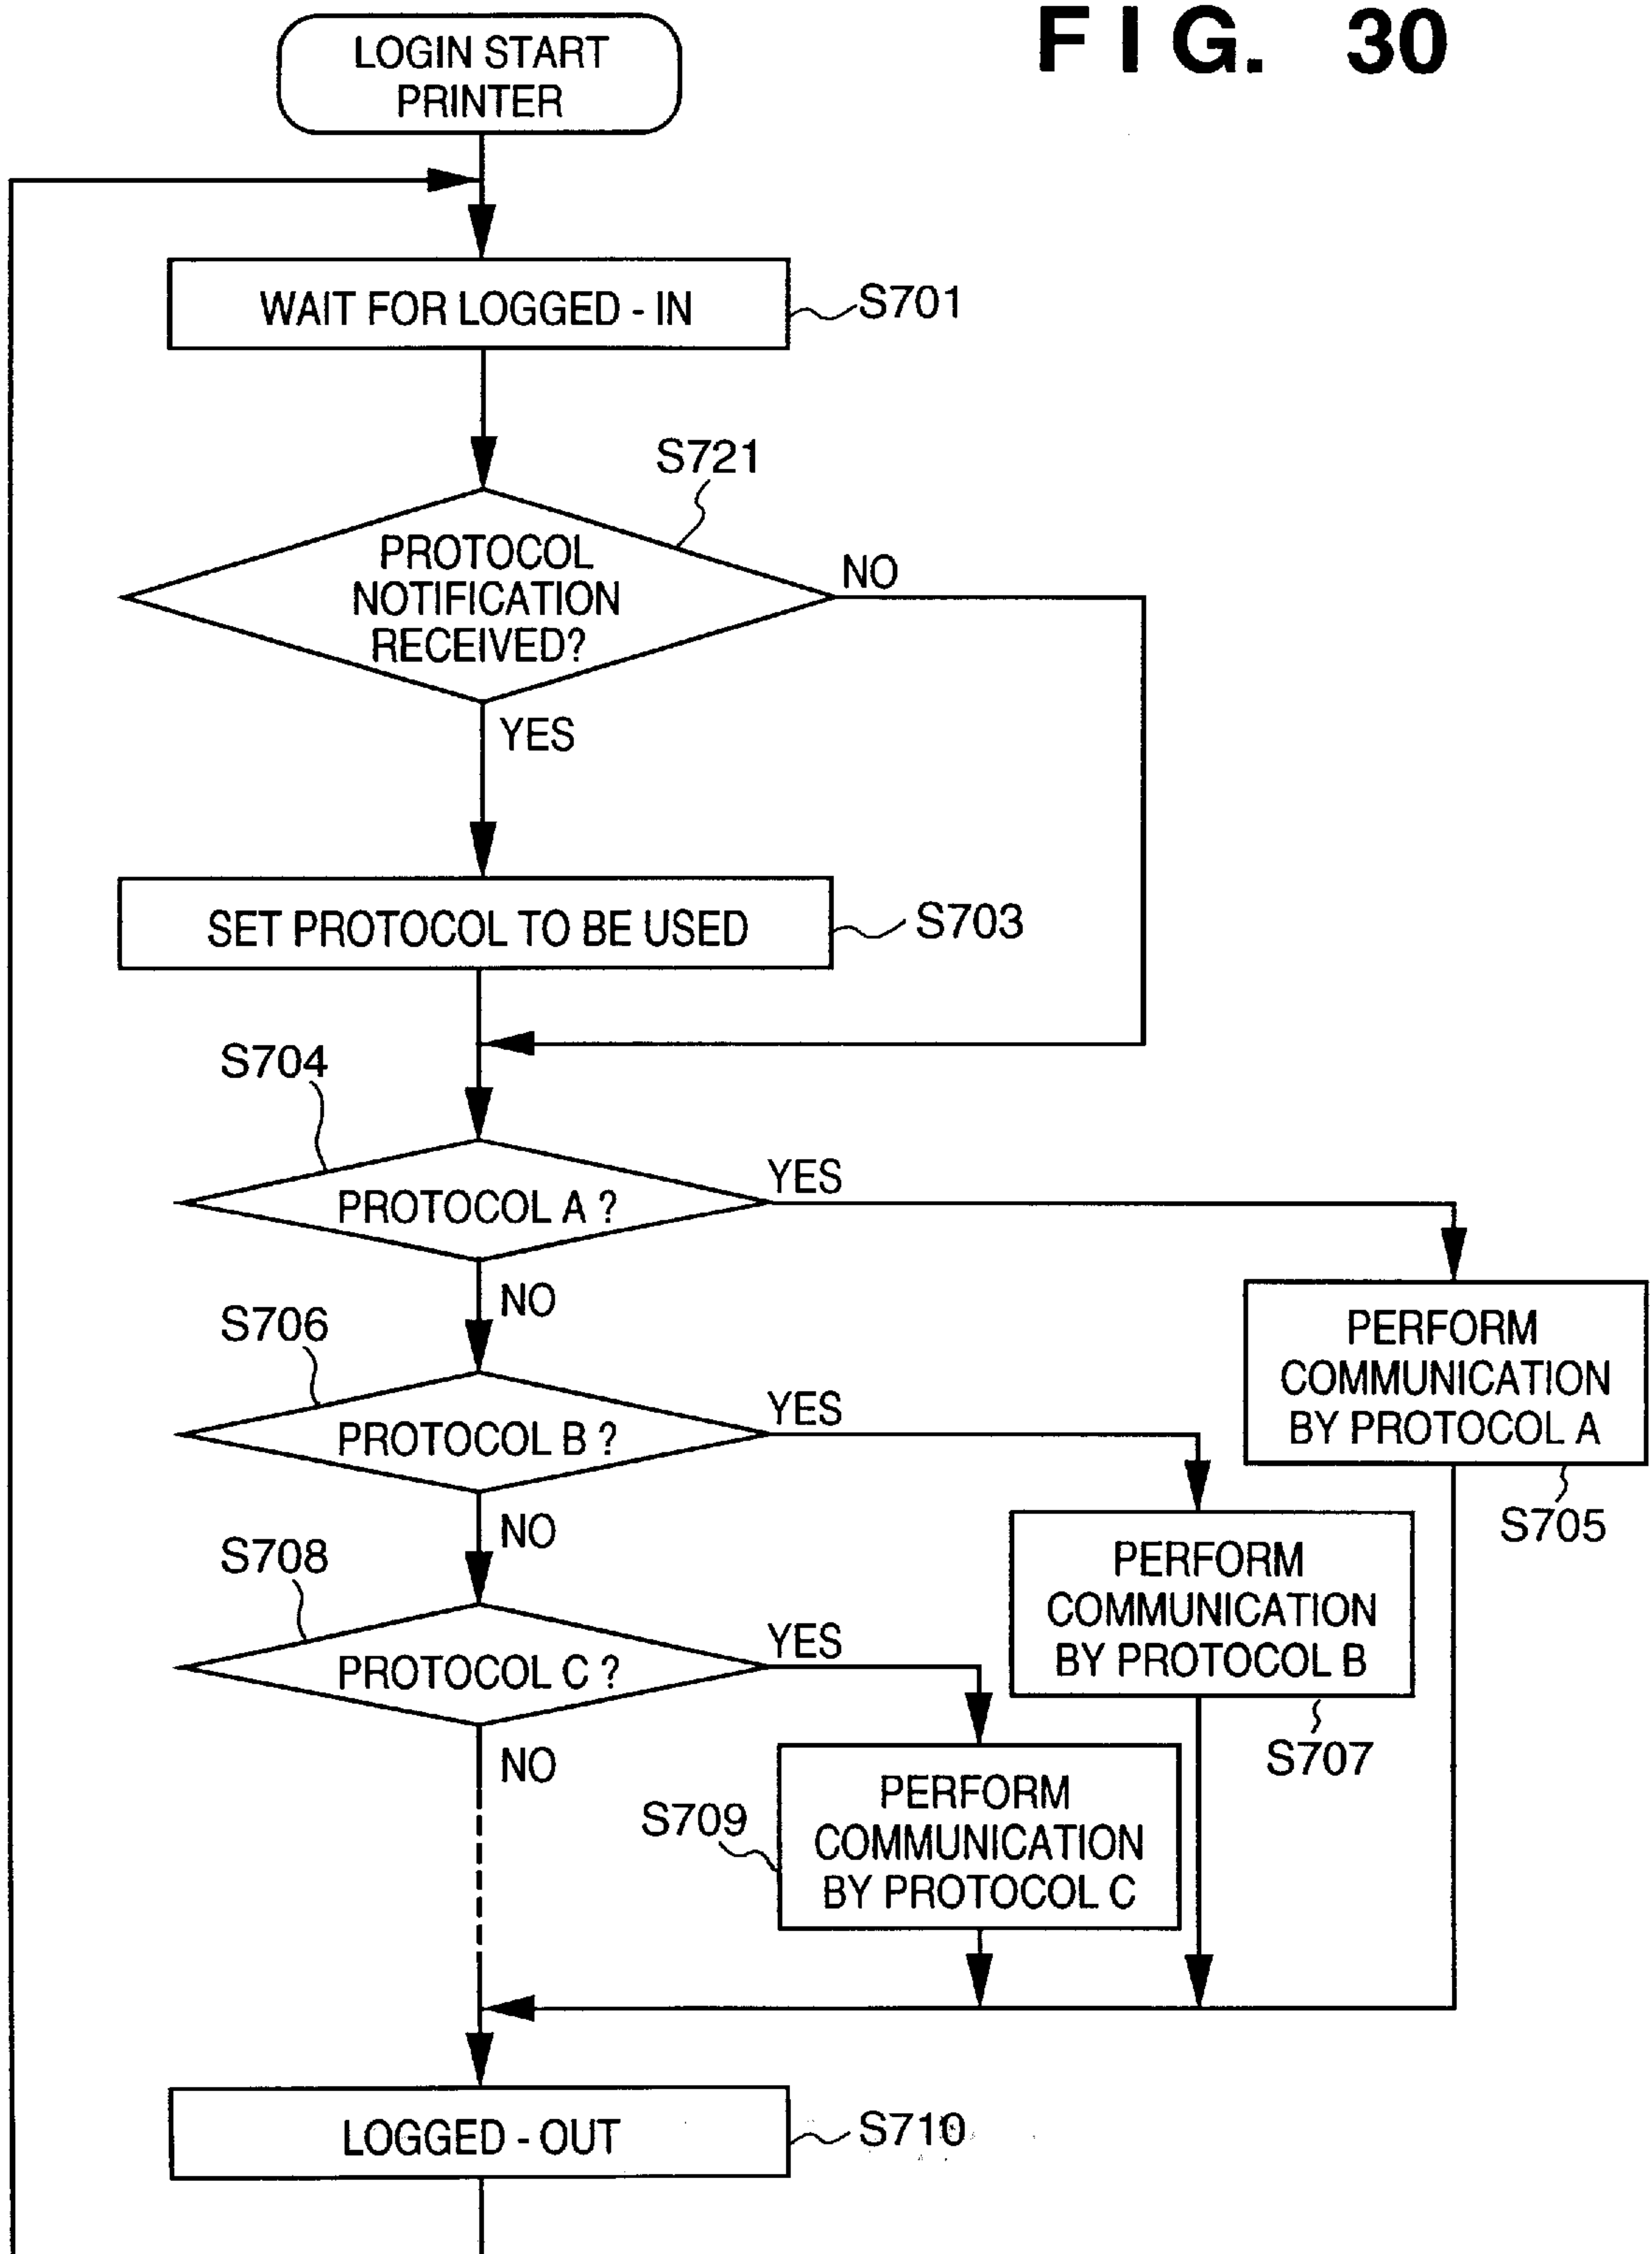 FIG. 30
LOGIN START
PRINTER
WAIT FOR LOGGED - IN
S701
S721
PROTOCOL
NOTIFICATION
RECEIVED?
NO
YES
SET PROTOCOL TO BE USED
S703
S704
PROTOCOL A ?
YES
NO
PERFORM
COMMUNICATION
BY PROTOCOL A
S705
S706
PROTOCOL B ?
YES
NO
PERFORM
COMMUNICATION
BY PROTOCOL B
S707
S708
PROTOCOL C ?
YES
NO
PERFORM
COMMUNICATION
BY PROTOCOL C
S709
LOGGED - OUT
S710